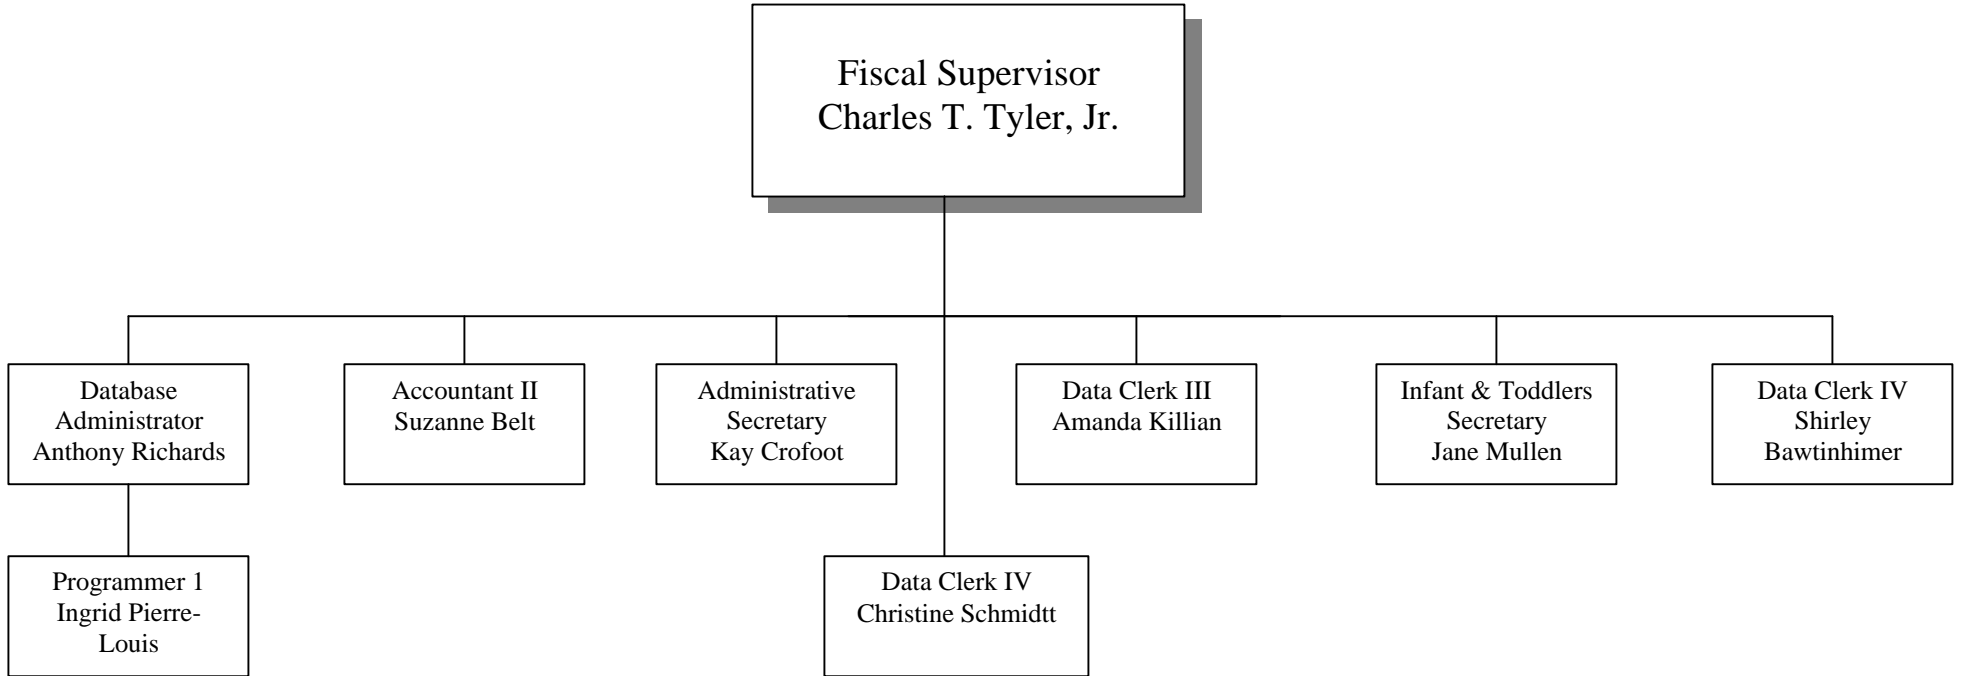 Fiscal Supervisor
Charles T. Tyler, Jr.
Database
Administrator
Anthony Richards
Accountant II
Suzanne Belt
Administrative
Secretary
Kay Crofoot
Data Clerk III
Amanda Killian
Infant & Toddlers
Secretary
Jane Mullen
Data Clerk IV
Shirley
Bawtinhimer
Programmer 1
Ingrid Pierre-
Louis
Data Clerk IV
Christine Schmidtt